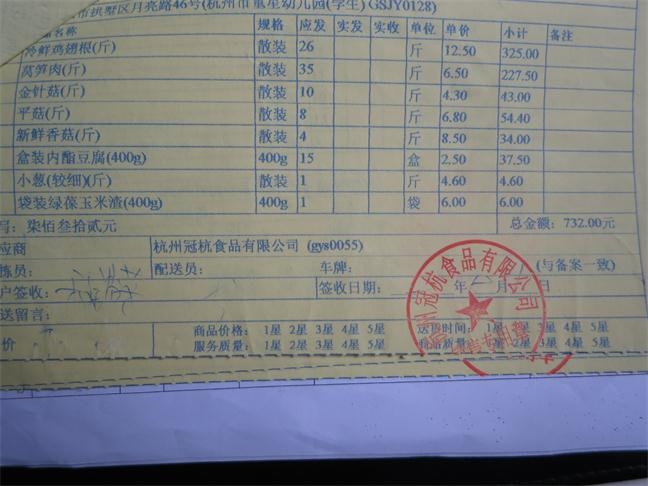 市拱墅区月亮路46号(杭州市童星幼儿园(学生) GSJY0128)
名称 规格 应发 实发 实收 单位 单价 小计 备注
冷鲜鸡翅根(斤) 散装 26 斤 12.50 325.00
莴笋肉(斤) 散装 35 斤 6.50 227.50
金针菇(斤) 散装 10 斤 4.30 43.00
平菇(斤) 散装 8 斤 6.80 54.40
新鲜香菇(斤) 散装 4 斤 8.50 34.00
盒装内酯豆腐(400g) 400g 15 盒 2.50 37.50
小葱(较细)(斤) 散装 1 斤 4.60 4.60
袋装绿葆玉米渣(400g) 400g 1 袋 6.00 6.00
写: 柒佰叁拾贰元 总金额: 732.00元
应商 杭州冠杭食品有限公司 (gys0055)
拣员: 配送员: 车牌: (与备案一致)
户签收: 签收日期: 年 月 日
送留言:
价 商品价格: 1星 2星 3星 4星 5星 送货时间: 1星 2星 3星 4星 5星
服务质量: 1星 2星 3星 4星 5星 商品质量: 1星 2星 3星 4星 5星
州冠杭食品有限公司